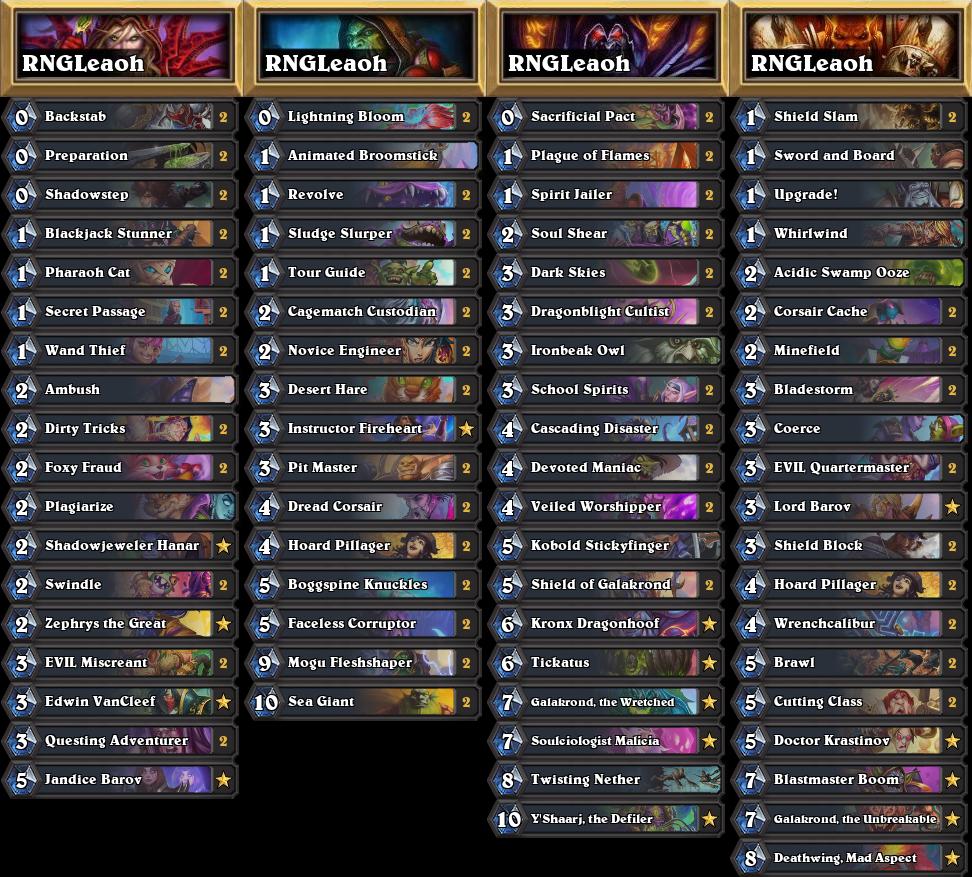 RNGLeaoh
0 Backstab 2
0 Preparation 2
0 Shadowstep 2
1 Blackjack Stunner 2
1 Pharaoh Cat 2
1 Secret Passage 2
1 Wand Thief 2
2 Ambush
2 Dirty Tricks 2
2 Foxy Fraud 2
2 Plagiarize
2 Shadowjeweler Hanar
2 Swindle 2
2 Zephrys the Great
3 EVIL Miscreant 2
3 Edwin VanCleef
3 Questing Adventurer 2
5 Jandice Barov
RNGLeaoh
0 Lightning Bloom 2
1 Animated Broomstick
1 Revolve 2
1 Sludge Slurper 2
1 Tour Guide 2
2 Cagematch Custodian 2
2 Novice Engineer 2
3 Desert Hare 2
3 Instructor Fireheart
3 Pit Master 2
4 Dread Corsair 2
4 Hoard Pillager 2
5 Boggspine Knuckles 2
5 Faceless Corruptor 2
9 Mogu Fleshshaper 2
10 Sea Giant 2
RNGLeaoh
0 Sacrificial Pact 2
1 Plague of Flames 2
1 Spirit Jailer 2
2 Soul Shear 2
3 Dark Skies 2
3 Dragonblight Cultist 2
3 Ironbeak Owl
3 School Spirits 2
4 Cascading Disaster 2
4 Devoted Maniac 2
4 Veiled Worshipper 2
5 Kobold Stickyfinger
5 Shield of Galakrond 2
6 Kronx Dragonhoof
6 Tickatus
7 Galakrond, the Wretched
7 Soulciologist Malicia
8 Twisting Nether
10 Y'Shaarj, the Defiler
RNGLeaoh
1 Shield Slam 2
1 Sword and Board
1 Upgrade!
1 Whirlwind
2 Acidic Swamp Ooze
2 Corsair Cache 2
2 Minefield 2
3 Bladestorm 2
3 Coerce
3 EVIL Quartermaster 2
3 Lord Barov
3 Shield Block 2
4 Hoard Pillager 2
4 Wrenchcalibur 2
5 Brawl 2
5 Cutting Class 2
5 Doctor Krastinov
7 Blastmaster Boom
7 Galakrond, the Unbreakable
8 Deathwing, Mad Aspect